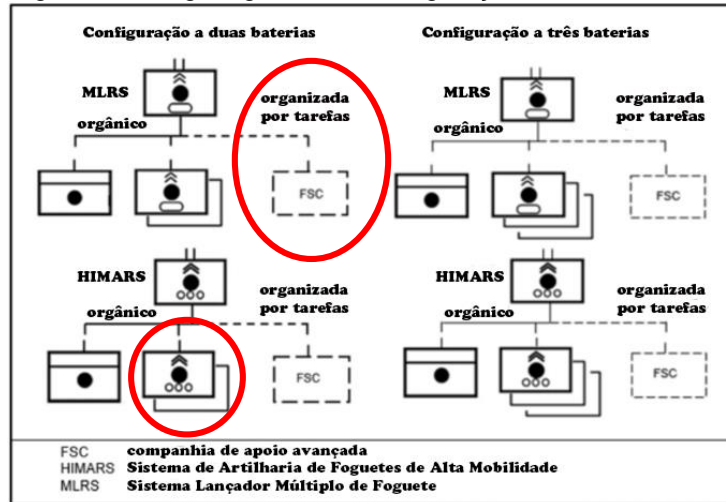 Configuração a duas baterias
Configuração a três baterias
MLRS
organizada
por tarefas
orgânico
FSC
MLRS
organizada
por tarefas
orgânico
FSC
HIMARS
organizada
por tarefas
orgânico
FSC
HIMARS
organizada
por tarefas
orgânico
FSC
FSC companhia de apoio avançada
HIMARS Sistema de Artilharia de Foguetes de Alta Mobilidade
MLRS Sistema Lançador Múltiplo de Foguete